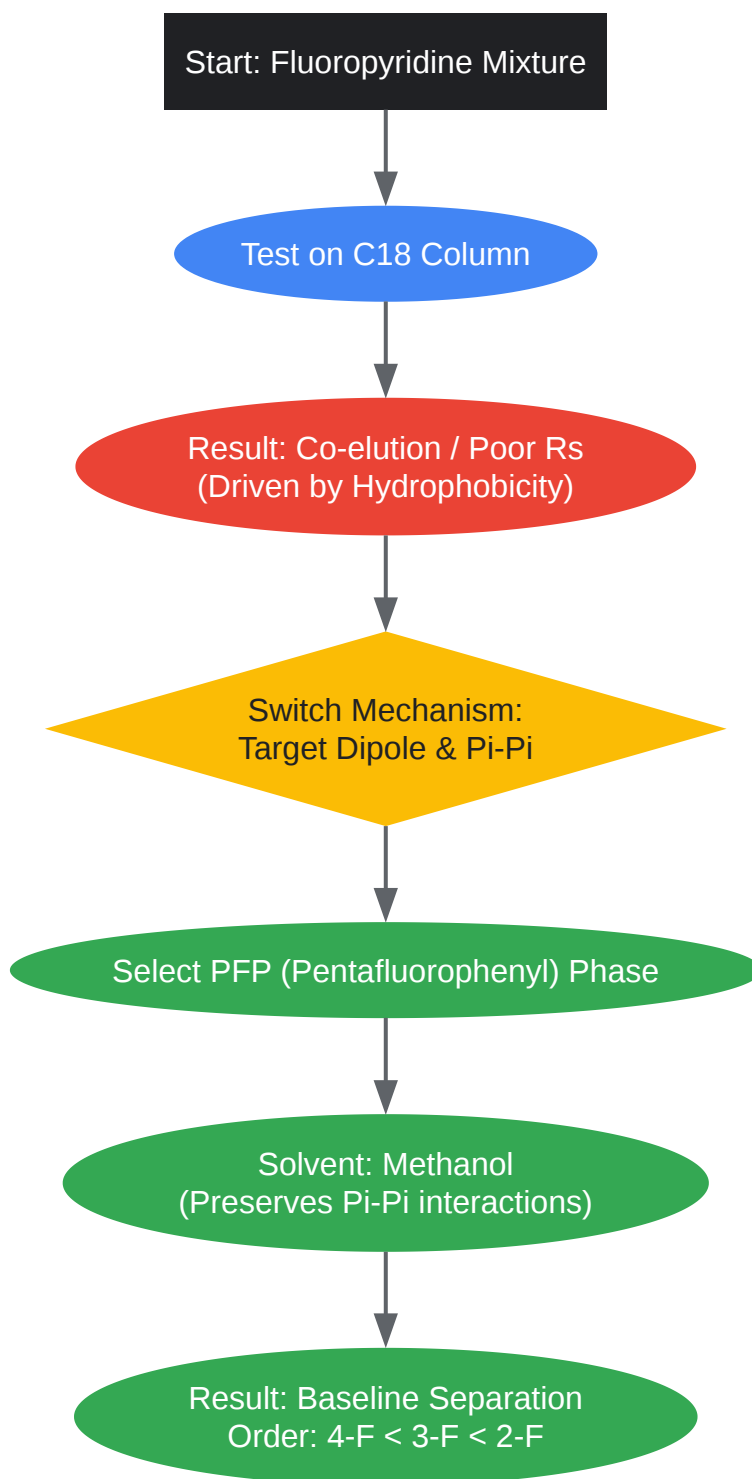 Start: Fluoropyridine Mixture
Test on C18 Column
Result: Co-elution / Poor Rs
(Driven by Hydrophobicity)
Switch Mechanism:
Target Dipole & Pi-Pi
Select PFP (Pentafluorophenyl) Phase
Solvent: Methanol
(Preserves Pi-Pi interactions)
Result: Baseline Separation
Order: 4-F < 3-F < 2-F